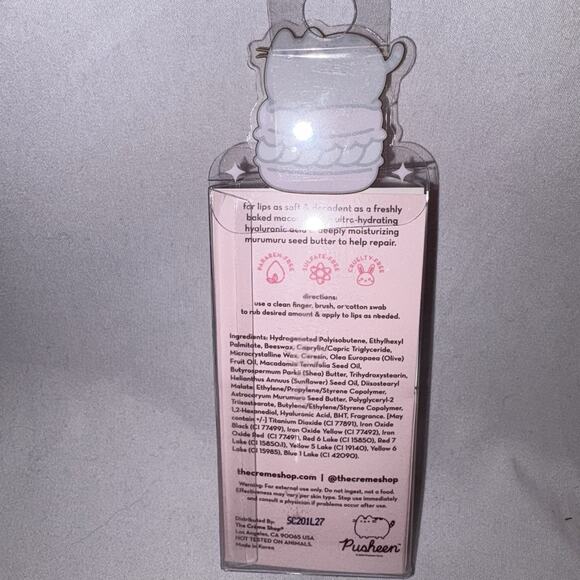 for lips as soft & decadent as a freshly
baked macaron, ultra-hydrating
hyaluronic acid & deeply moisturizing
murumuru seed butter to help repair.
PARABEN-FREE SULFATE-FREE CRUELTY-FREE
directions:
use a clean finger, brush, or cotton swab
to rub desired amount & apply to lips as needed.
Ingredients: Hydrogenated Polyisobutene, Ethylhexyl
Palmitate, Beeswax, Caprylic/Capric Triglyceride,
Microcrystalline Wax, Ceresin, Olea Europaea (Olive)
Fruit Oil, Macadamia Ternifolia Seed Oil,
Butyrospermum Parkii (Shea) Butter, Trihydroxystearin,
Helianthus Annuus (Sunflower) Seed Oil, Diisostearyl
Malate, Ethylene/Propylene/Styrene Copolymer,
Astrocaryum Murumuru Seed Butter, Polyglyceryl-2
Triisostearate, Butylene/Ethylene/Styrene Copolymer,
1,2-Hexanediol, Hyaluronic Acid, BHT, Fragrance. [May
contain +/-] Titanium Dioxide (CI 77891), Iron Oxide
Black (CI 77499), Iron Oxide Yellow (CI 77492), Iron
Oxide Red (CI 77491), Red 6 Lake (CI 15850), Red 7
Lake (CI 15850:1), Yellow 5 Lake (CI 19140), Yellow 6
Lake (CI 15985), Blue 1 Lake (CI 42090).
thecremeshop.com | @thecremeshop
Warning: For external use only. Do not ingest, not a food.
Effectiveness may vary per skin type. Stop use immediately
and consult a physician if problems occur after use.
Distributed By:
The Crème Shop®
Los Angeles, CA 90065 USA
NOT TESTED ON ANIMALS.
Made in Korea
SC201L27
Pusheen